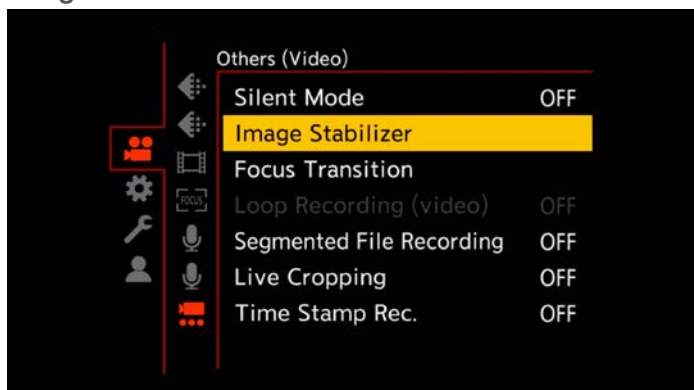 Others (Video)
Silent Mode OFF
Image Stabilizer
Focus Transition
FOCUS
Loop Recording (video) OFF
Segmented File Recording OFF
Live Cropping OFF
Time Stamp Rec. OFF